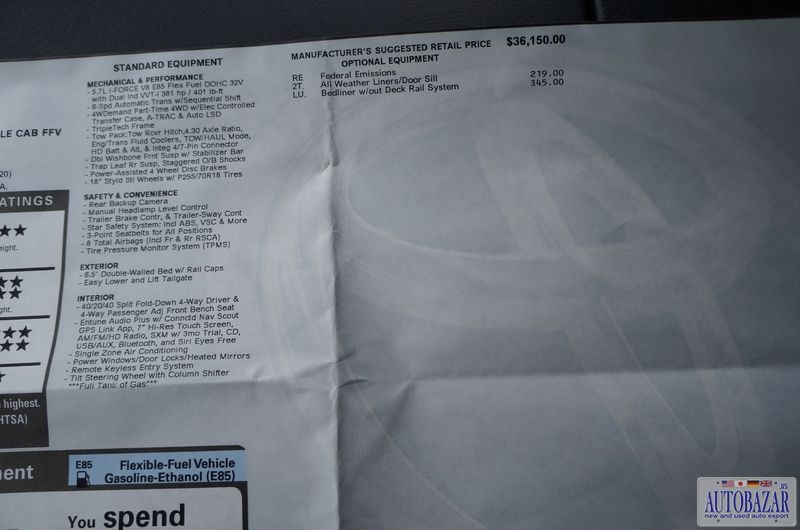 STANDARD EQUIPMENT
MECHANICAL & PERFORMANCE
- 5.7L I-FORCE V8 E85 Flex Fuel DOHC 32V
with Dual Ind VVT-i 381 hp / 401 lb-ft
- 6-Spd Automatic Trans w/Sequential Shift
- 4WDemand Part-Time 4WD w/Elec Controlled
Transfer Case, A-TRAC & Auto LSD
- TripleTech Frame
- Tow Pack:Tow Rcvr Hitch,4.30 Axle Ratio,
Eng/Trans Fluid Coolers, TOW/HAUL Mode,
HD Batt & Alt, & Integ 4/7-Pin Connector
- Dbl Wishbone Frnt Susp w/ Stabilizer Bar
- Trap Leaf Rr Susp, Staggered O/B Shocks
- Power-Assisted 4 Wheel Disc Brakes
- 18" Styld Stl Wheels w/ P255/70R18 Tires
SAFETY & CONVENIENCE
- Rear Backup Camera
- Manual Headlamp Level Control
- Trailer Brake Contr, & Trailer-Sway Cont
- Star Safety System: Incl ABS, VSC & More
- 3-Point Seatbelts for All Positions
- 8 Total Airbags (Incl Fr & Rr RSCA)
- Tire Pressure Monitor System (TPMS)
EXTERIOR
- 6.5' Double-Walled Bed w/ Rail Caps
- Easy Lower and Lift Tailgate
INTERIOR
- 40/20/40 Split Fold-Down 4-Way Driver &
4-Way Passenger Adj Front Bench Seat
- Entune Audio Plus w/ Connctd Nav Scout
GPS Link App, 7" Hi-Res Touch Screen,
AM/FM/HD Radio, SXM w/ 3mo Trial, CD,
USB/AUX, Bluetooth, and Siri Eyes Free
- Single Zone Air Conditioning
- Power Windows/Door Locks/Heated Mirrors
- Remote Keyless Entry System
- Tilt Steering Wheel with Column Shifter
***Full Tank of Gas***
MANUFACTURER'S SUGGESTED RETAIL PRICE $36,150.00
OPTIONAL EQUIPMENT
RE Federal Emissions
2T. All Weather Liners/Door Sill 219.00
LU. Bedliner w/out Deck Rail System 345.00
LE CAB FFV
20)
A.
ATINGS
eight.
ght.
highest.
HTSA)
ment
E85 Flexible-Fuel Vehicle
Gasoline-Ethanol (E85)
You spend
AUTOBAZAR.us
new and used auto export